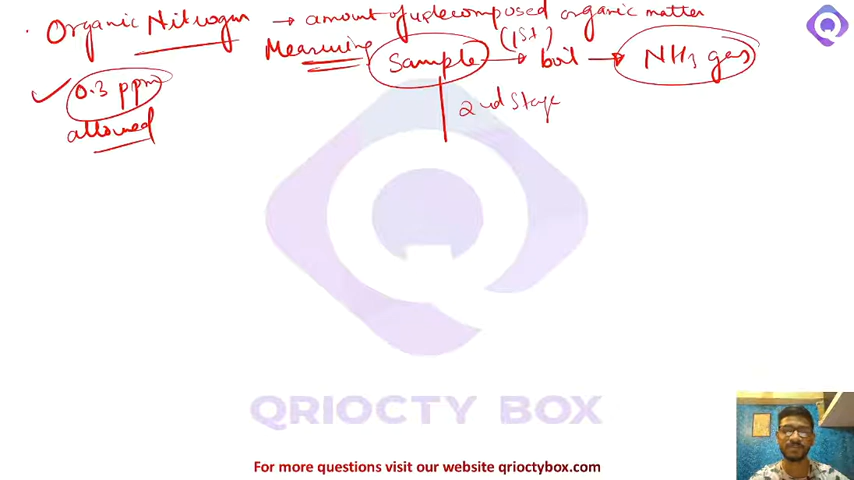 Organic Nitrogen → amount of undecomposed organic matter
Measuring Sample (1st) → boil → NH3 gas
✓ 0.3 ppm
allowed
2nd stage
QRIOCTY BOX
For more questions visit our website qrioctybox.com